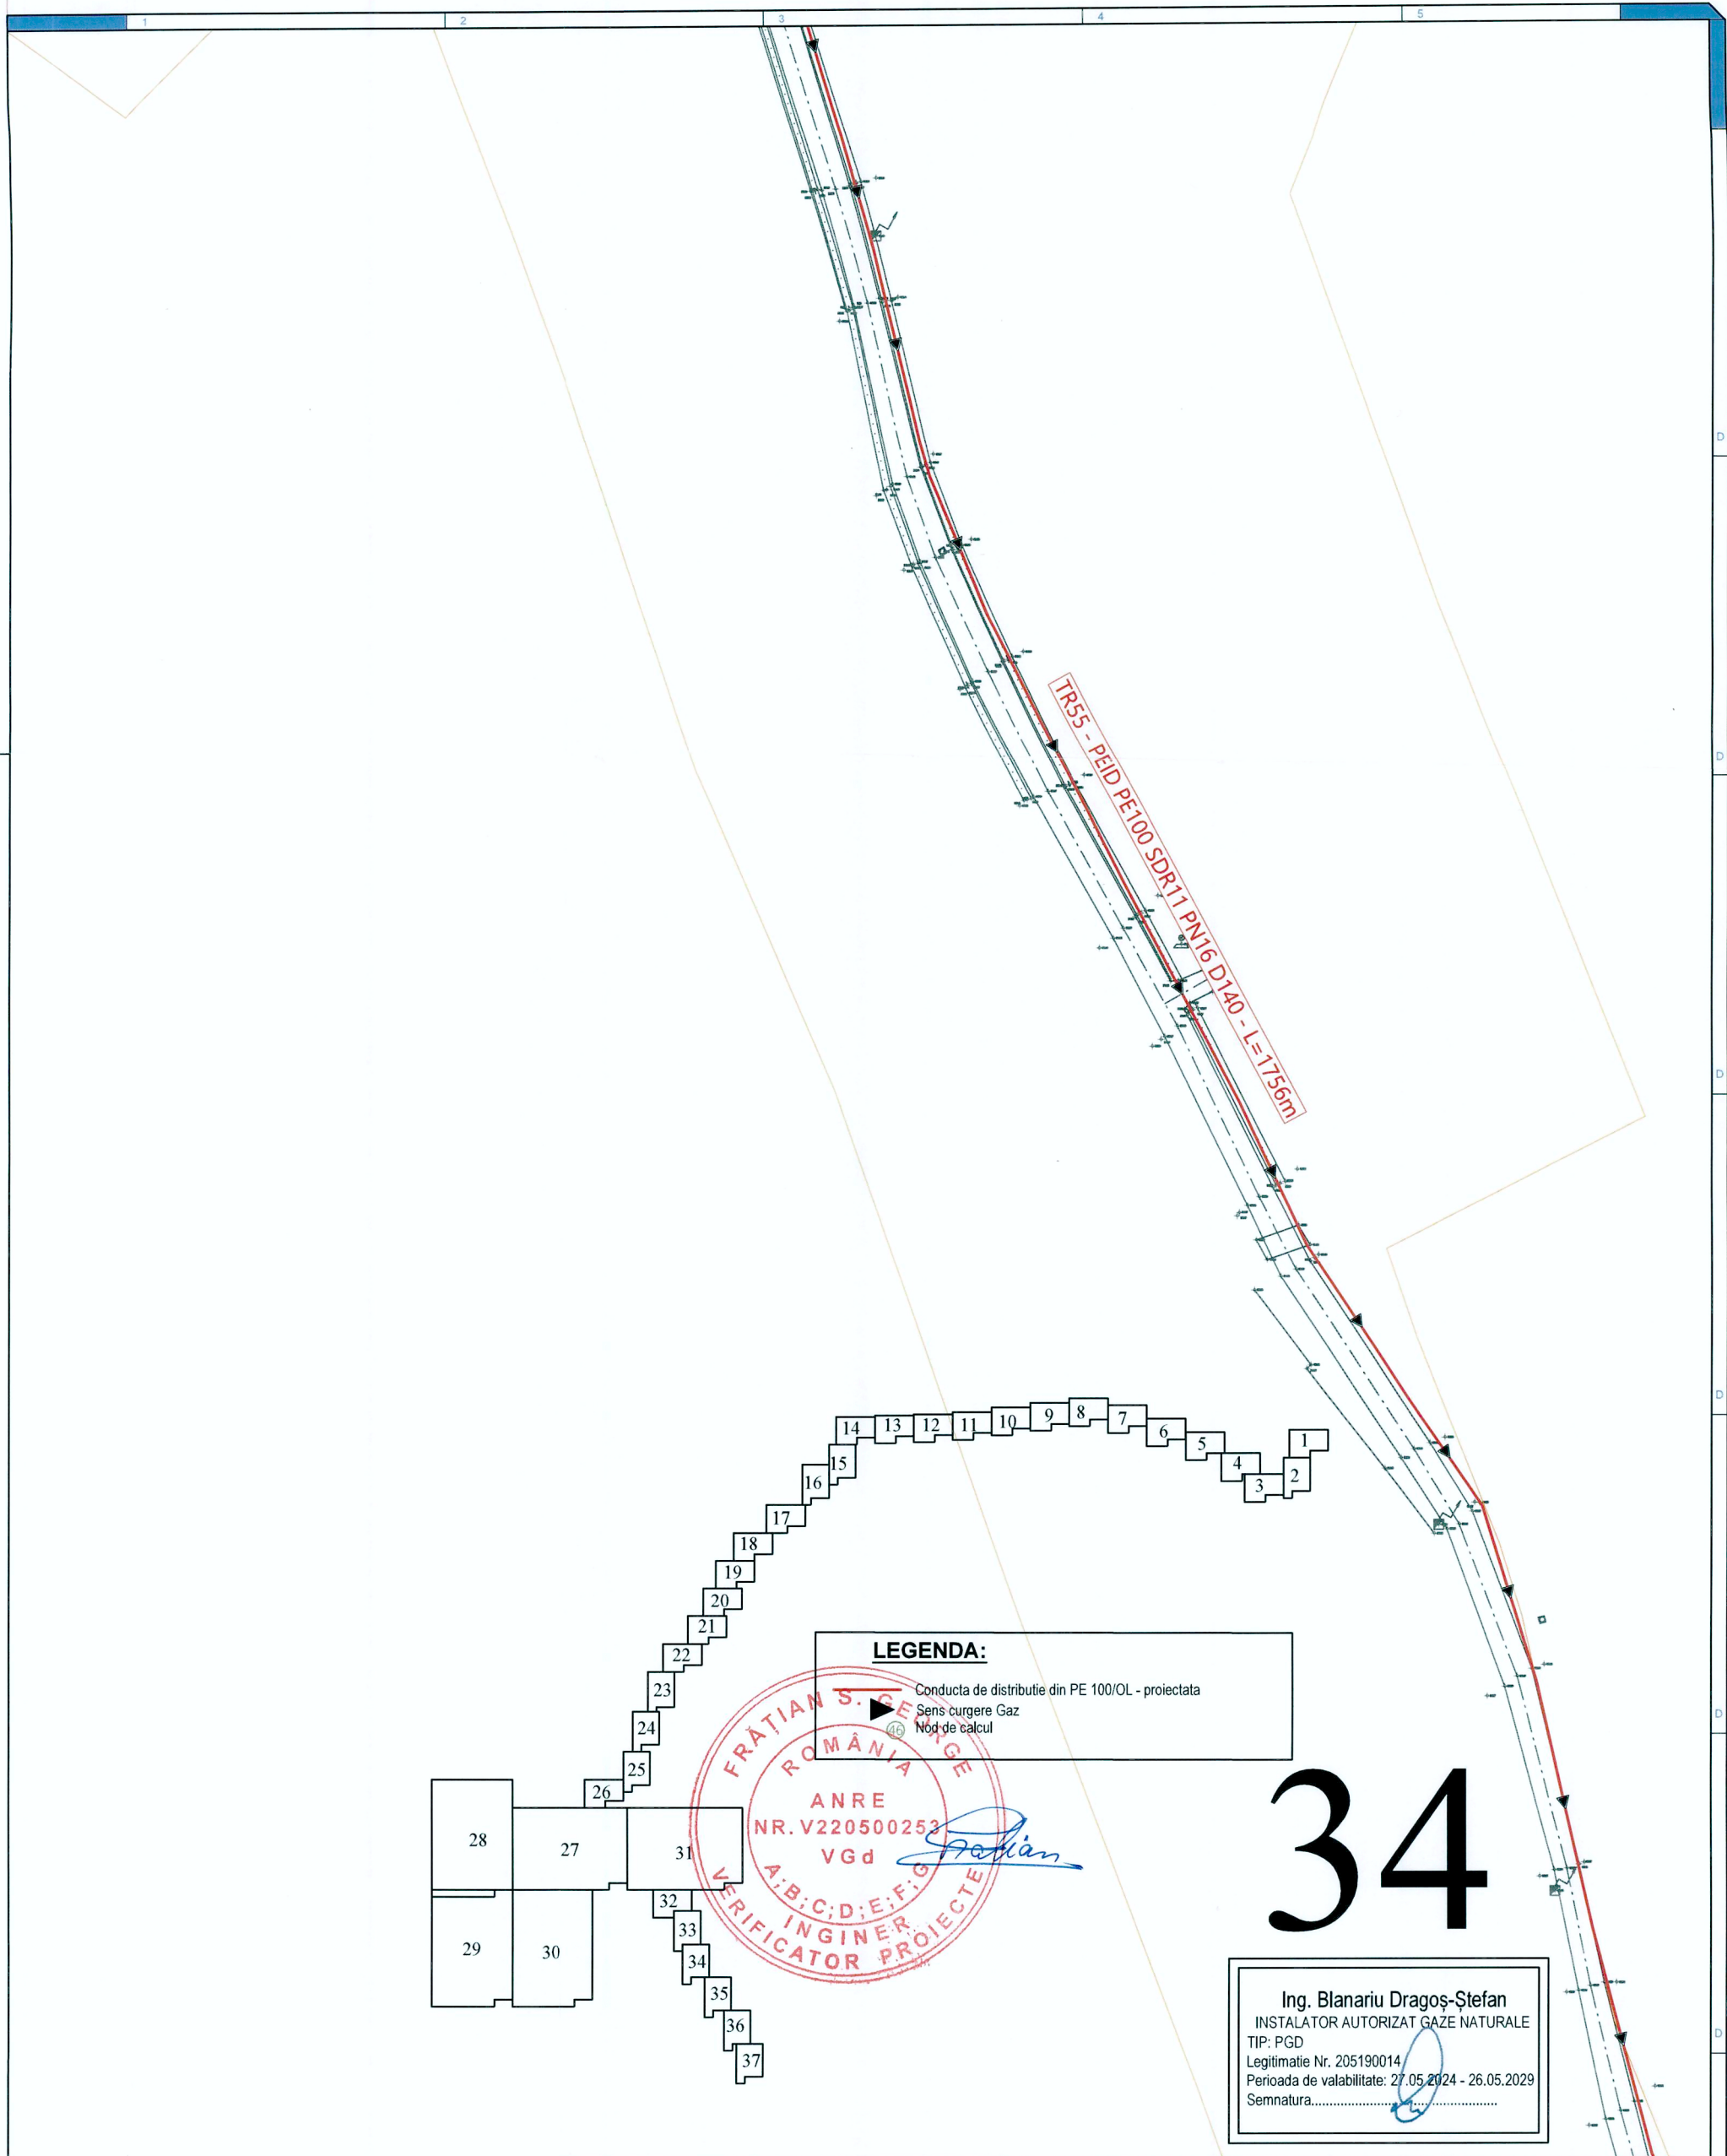 1 2 3 4 5
D
D
D
D
D
D
TR55 - PEID PE100 SDR11 PN16 D140 - L=1756m
14 13 12 11 10 9 8 7 6 5 4 3 2 1
15
16
17
18
19
20
21
22
23
24
25
26
28 27 31
29 30
32
33
34
35
36
37
LEGENDA:
Conducta de distributie din PE 100/OL - proiectata
Sens curgere Gaz
46 Nod de calcul
FRĂȚIAN S. GEORGE
ROMÂNIA
ANRE
NR. V220500253
VGd
A;B;C;D;E;F;G
INGINER
VERIFICATOR PROIECTE
34
Ing. Blanariu Dragoș-Ștefan
INSTALATOR AUTORIZAT GAZE NATURALE
TIP: PGD
Legitimatie Nr. 205190014
Perioada de valabilitate: 27.05.2024 - 26.05.2029
Semnatura